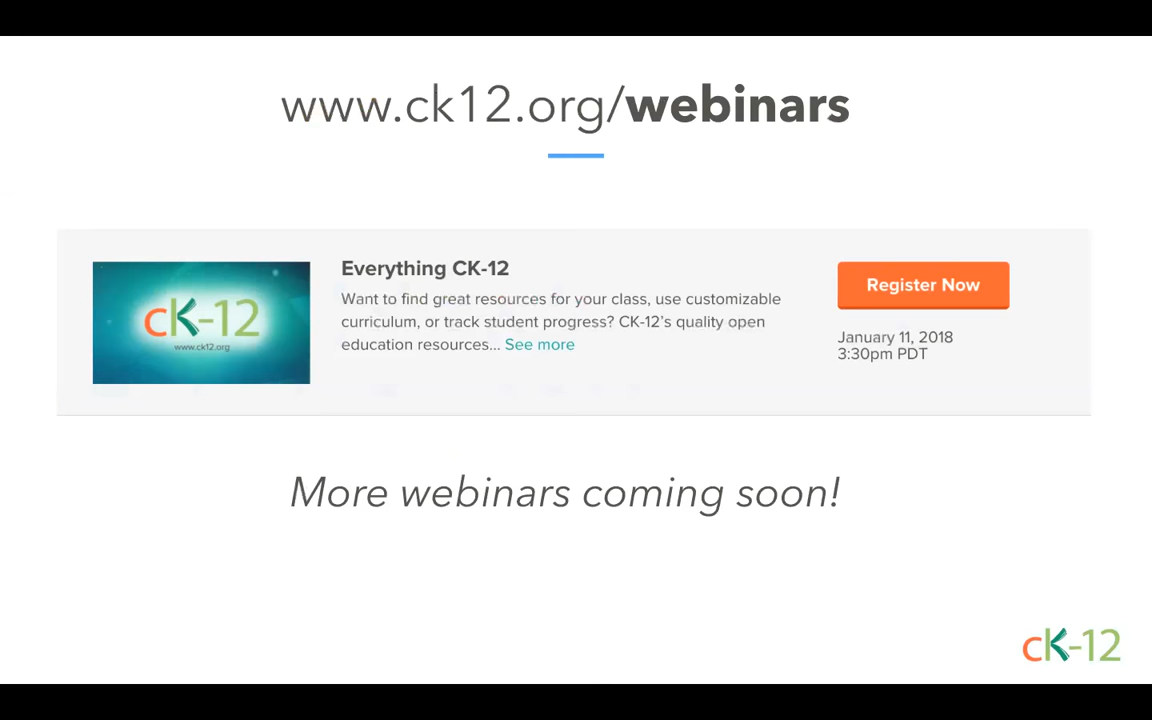 www.ck12.org/webinars
cK-12
www.ck12.org
Everything CK-12
Want to find great resources for your class, use customizable
curriculum, or track student progress? CK-12’s quality open
education resources... See more
Register Now
January 11, 2018
3:30pm PDT
More webinars coming soon!
cK-12